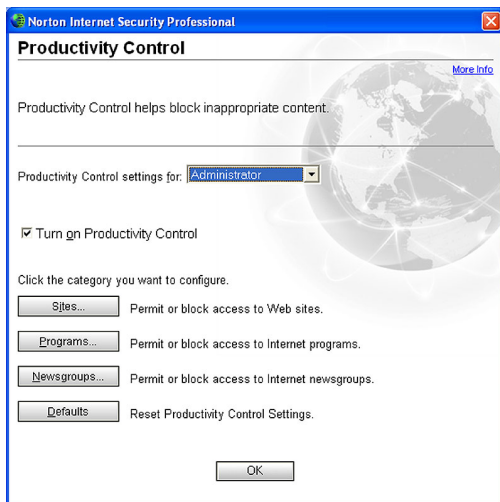 Norton Internet Security Professional
Productivity Control
More Info
Productivity Control helps block inappropriate content.
Productivity Control settings for: Administrator
Turn on Productivity Control
Click the category you want to configure.
Sites... Permit or block access to Web sites.
Programs... Permit or block access to Internet programs.
Newsgroups... Permit or block access to Internet newsgroups.
Defaults Reset Productivity Control Settings.
OK